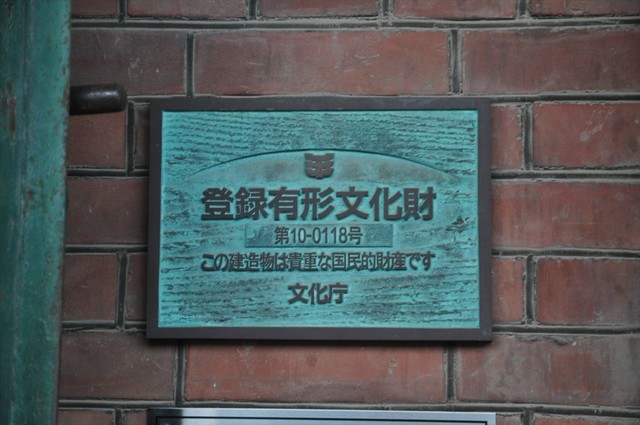 登録有形文化財
第10-0118号
この建造物は貴重な国民的財産です
文化庁